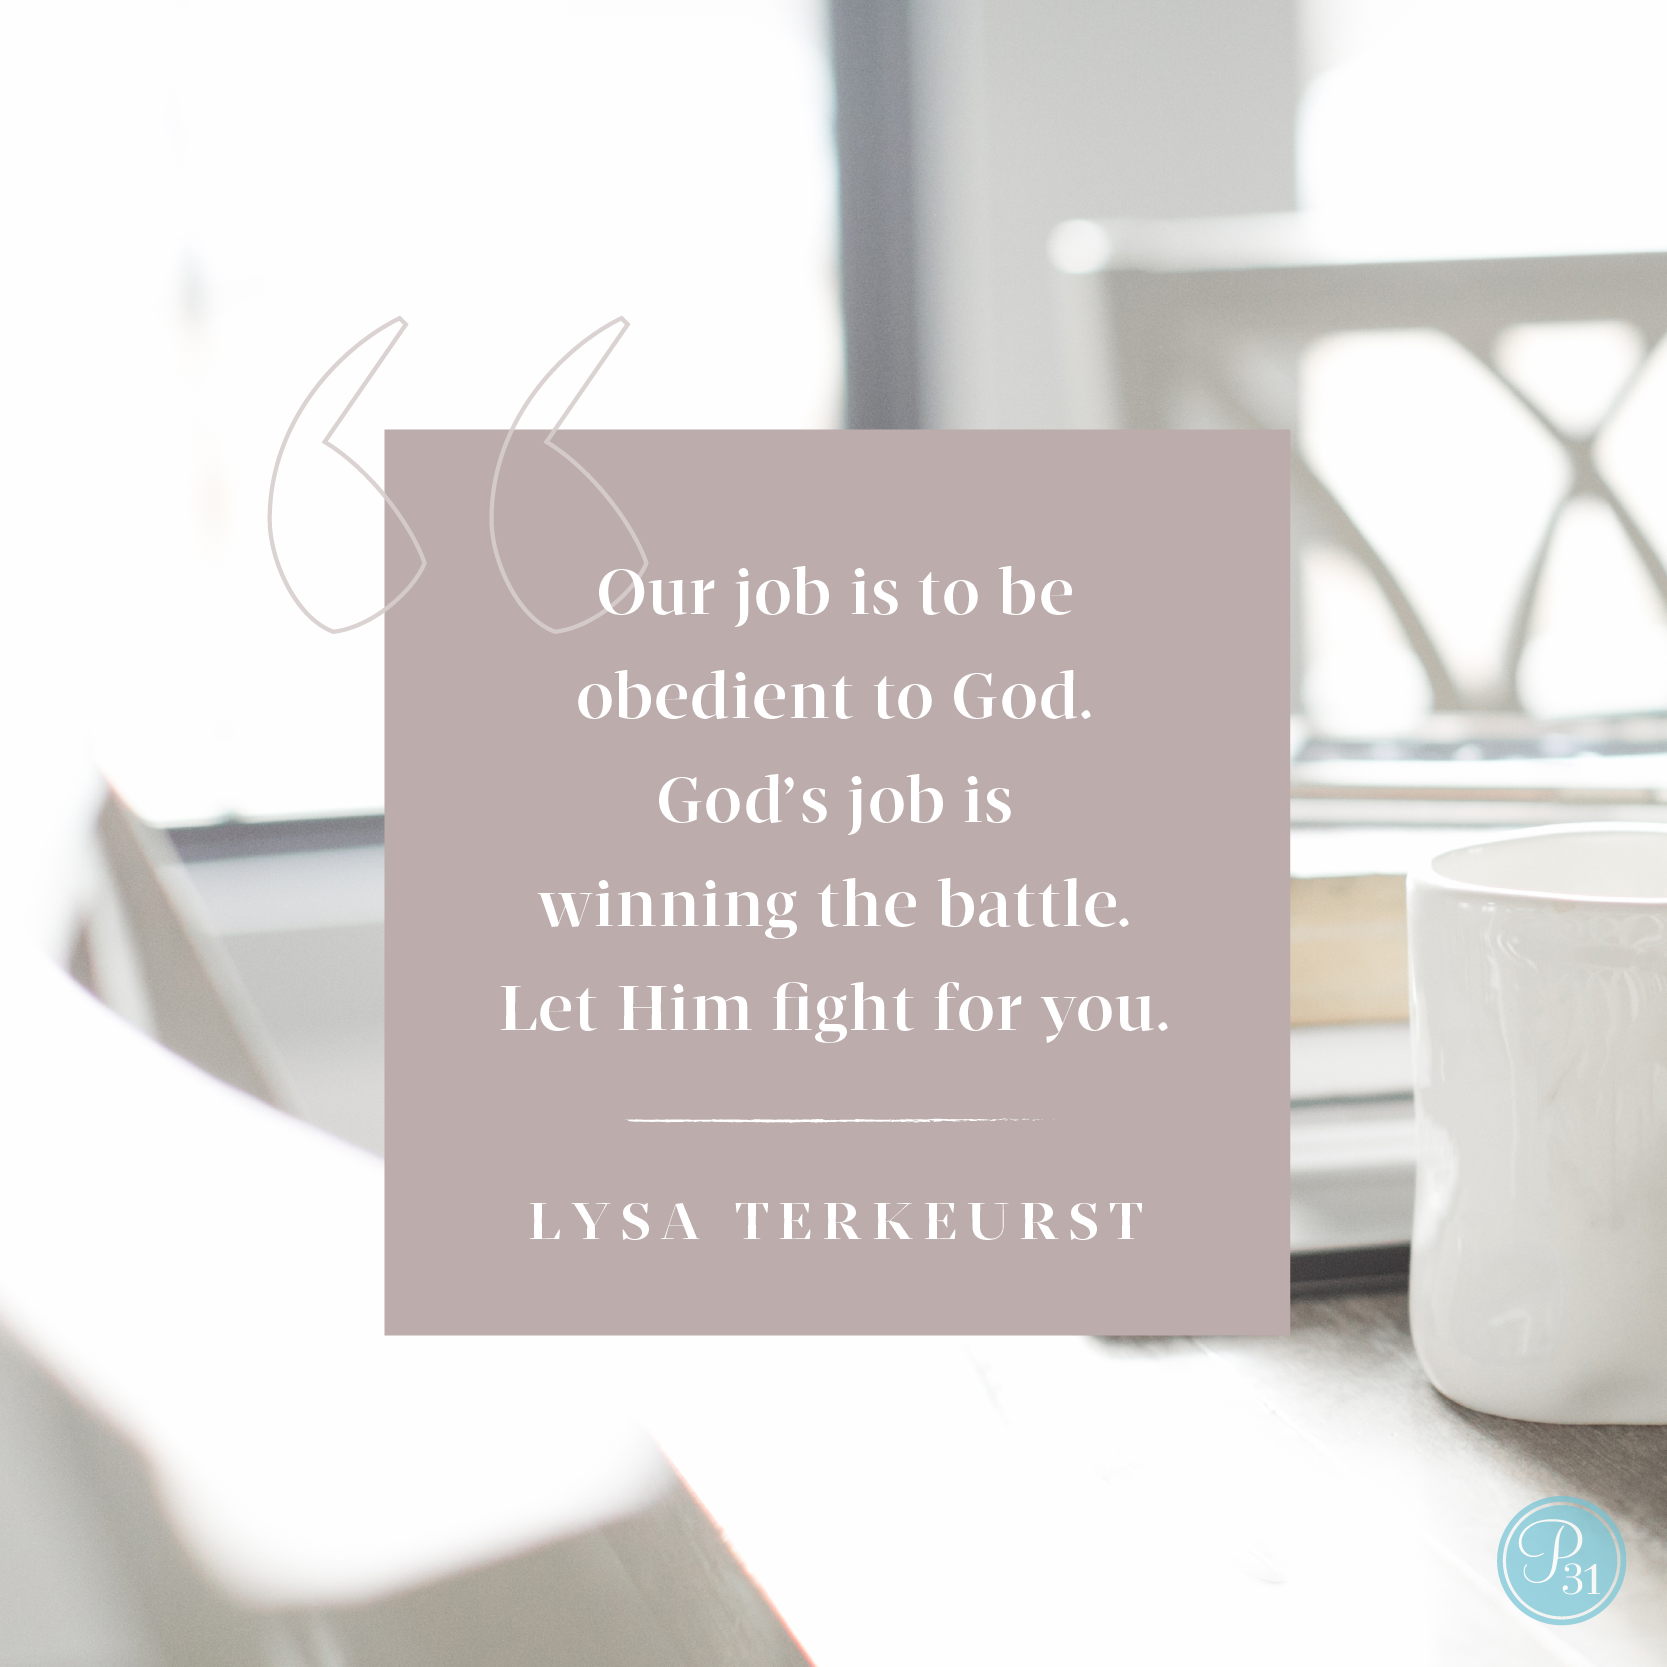 Our job is to be
obedient to God.
God’s job is
winning the battle.
Let Him fight for you.
LYSA TERKEURST
P31